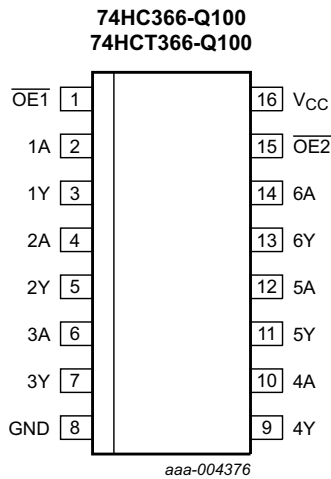 74HC366-Q100
74HCT366-Q100
OE1 1 16 VCC
1A 2 15 OE2
1Y 3 14 6A
2A 4 13 6Y
2Y 5 12 5A
3A 6 11 5Y
3Y 7 10 4A
GND 8 9 4Y
aaa-004376